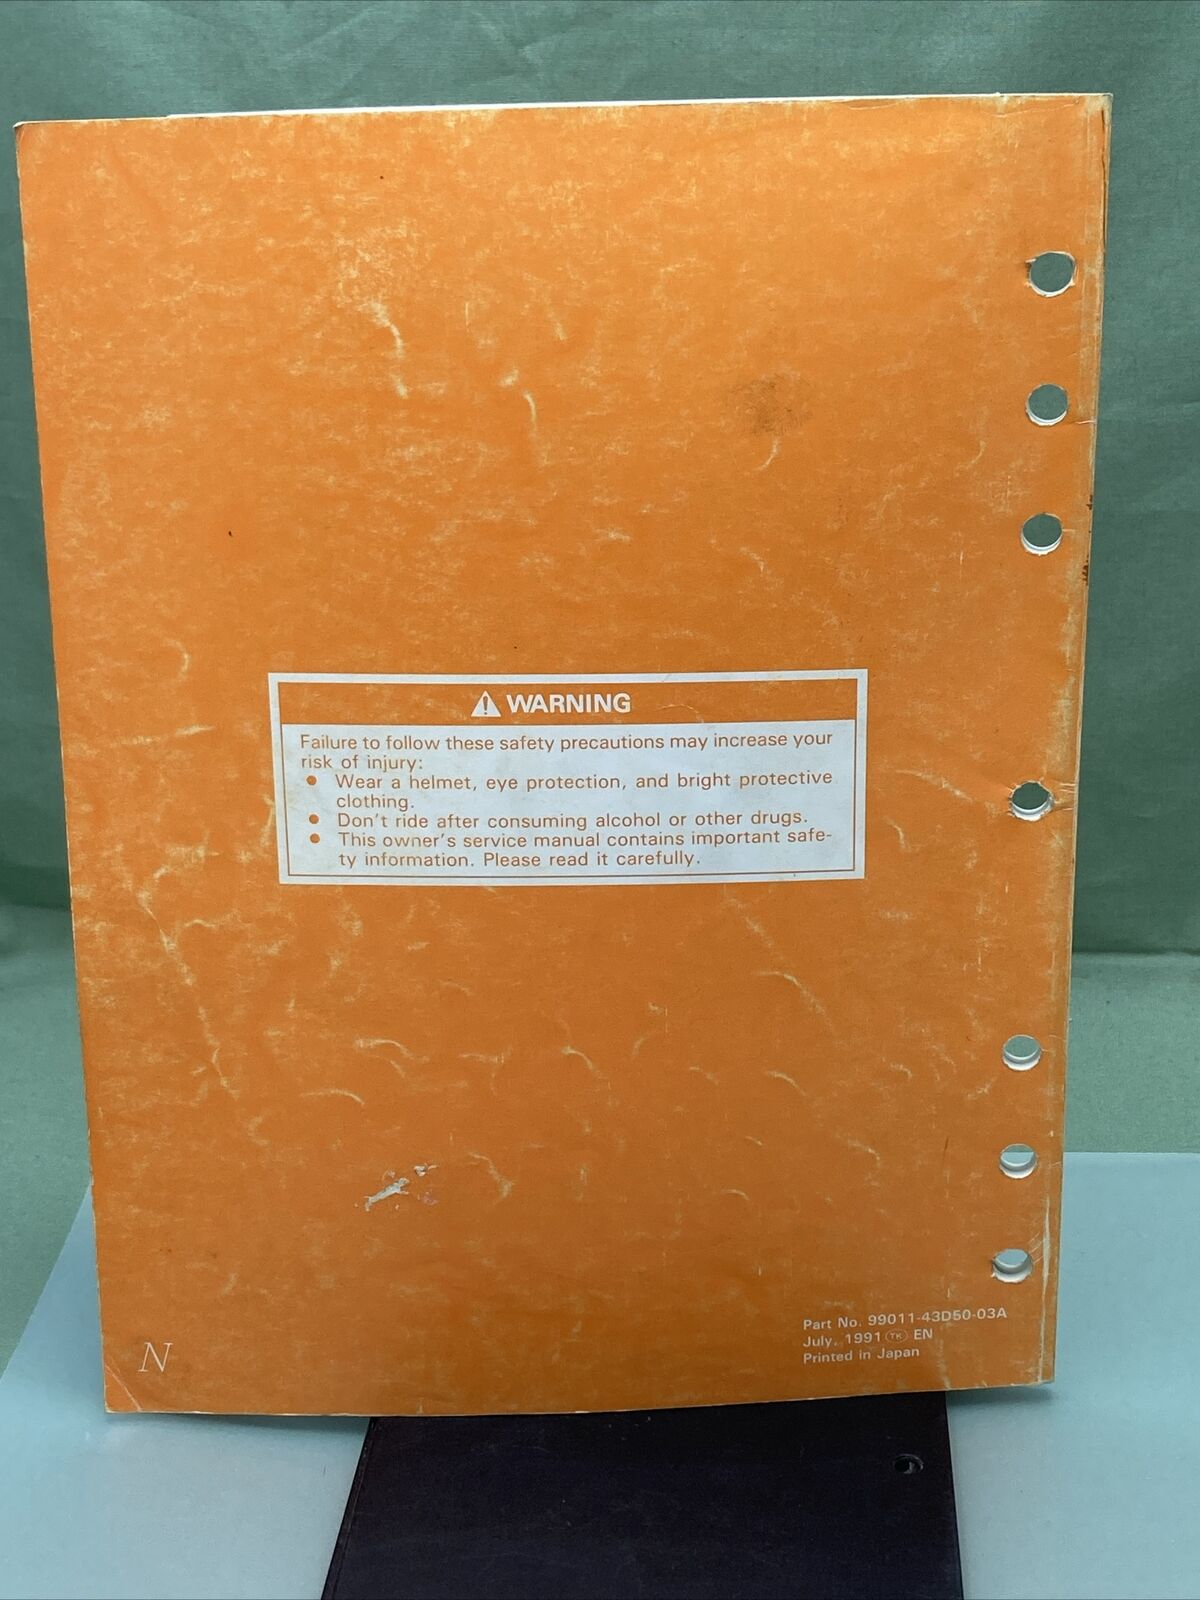 WARNING
Failure to follow these safety precautions may increase your
risk of injury:
● Wear a helmet, eye protection, and bright protective
clothing.
● Don't ride after consuming alcohol or other drugs.
● This owner's service manual contains important safe-
ty information. Please read it carefully.
Part No. 99011-43D50-03A
July. 1991 TK EN
Printed in Japan
N